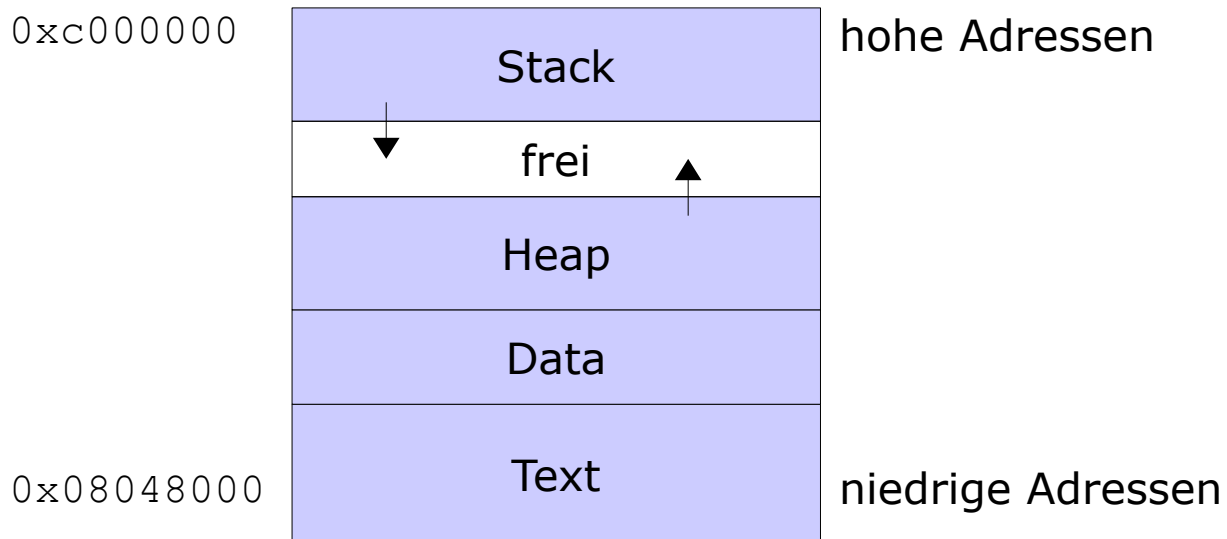 0xc000000 Stack hohe Adressen
frei
Heap
Data
0x08048000 Text niedrige Adressen